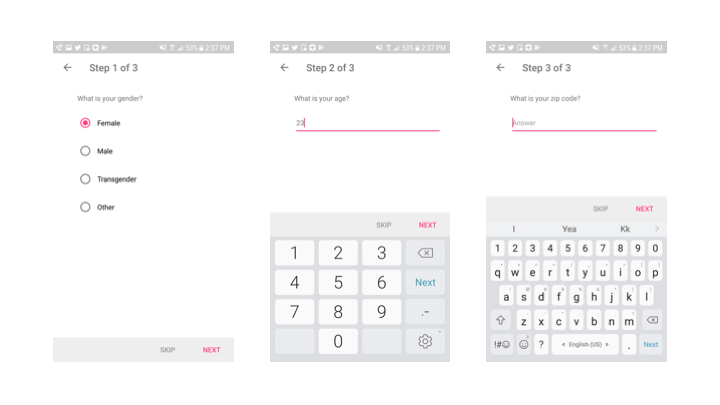 53% 2:37 PM
Step 1 of 3
What is your gender?
Female
Male
Transgender
Other
SKIP NEXT
53% 2:37 PM
Step 2 of 3
What is your age?
23
SKIP NEXT
1 2 3
4 5 6 Next
7 8 9 .-
0
53% 2:37 PM
Step 3 of 3
What is your zip code?
Answer
SKIP NEXT
I Yea Kk
1 2 3 4 5 6 7 8 9 0
q w e r t y u i o p
a s d f g h j k l
z x c v b n m
!#☺ ? < English (US) > . Next